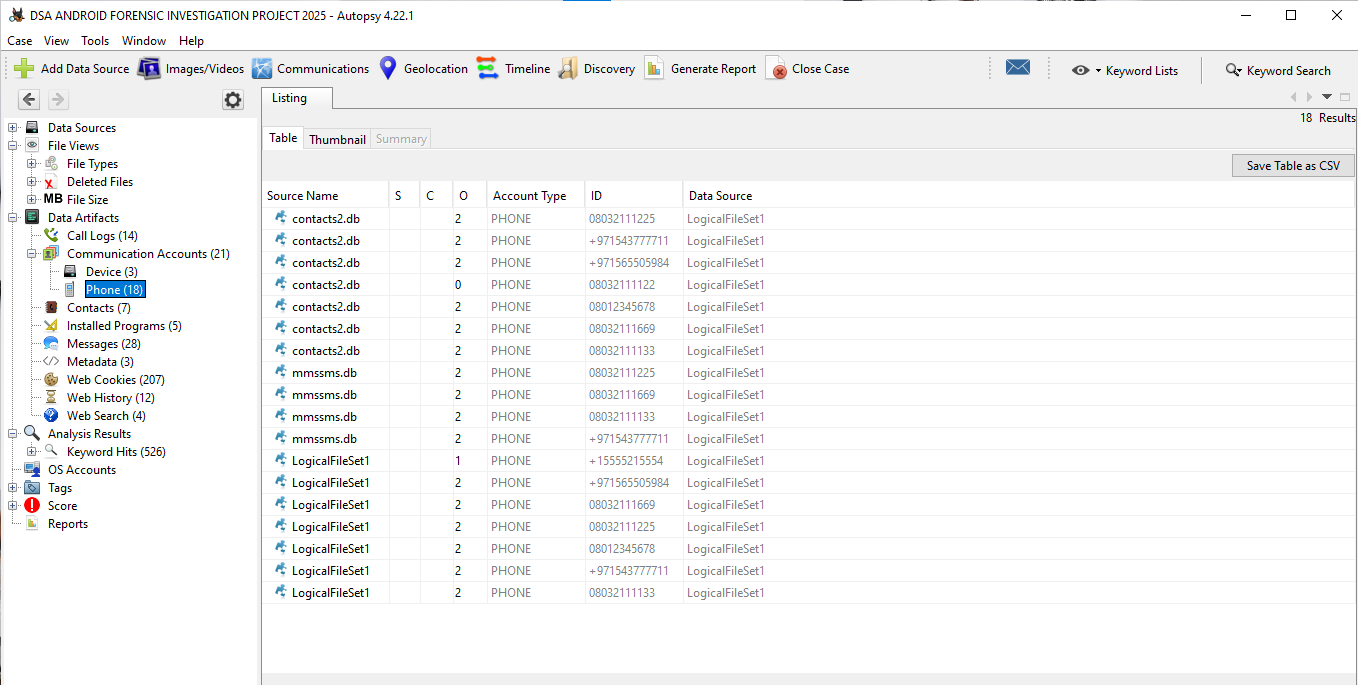 DSA ANDROID FORENSIC INVESTIGATION PROJECT 2025 - Autopsy 4.22.1
Case View Tools Window Help
Add Data Source Images/Videos Communications Geolocation Timeline Discovery Generate Report Close Case Keyword Lists Keyword Search
Data Sources
File Views
File Types
Deleted Files
MB File Size
Data Artifacts
Call Logs (14)
Communication Accounts (21)
Device (3)
Phone (18)
Contacts (7)
Installed Programs (5)
Messages (28)
Metadata (3)
Web Cookies (207)
Web History (12)
Web Search (4)
Analysis Results
Keyword Hits (526)
OS Accounts
Tags
Score
Reports
Listing
18 Results
Table Thumbnail Summary
Save Table as CSV
Source Name S C O Account Type ID Data Source
contacts2.db 2 PHONE 08032111225 LogicalFileSet1
contacts2.db 2 PHONE +971543777711 LogicalFileSet1
contacts2.db 2 PHONE +971565505984 LogicalFileSet1
contacts2.db 0 PHONE 08032111122 LogicalFileSet1
contacts2.db 2 PHONE 08012345678 LogicalFileSet1
contacts2.db 2 PHONE 08032111669 LogicalFileSet1
contacts2.db 2 PHONE 08032111133 LogicalFileSet1
mmssms.db 2 PHONE 08032111225 LogicalFileSet1
mmssms.db 2 PHONE 08032111669 LogicalFileSet1
mmssms.db 2 PHONE 08032111133 LogicalFileSet1
mmssms.db 2 PHONE +971543777711 LogicalFileSet1
LogicalFileSet1 1 PHONE +15555215554 LogicalFileSet1
LogicalFileSet1 2 PHONE +971565505984 LogicalFileSet1
LogicalFileSet1 2 PHONE 08032111669 LogicalFileSet1
LogicalFileSet1 2 PHONE 08032111225 LogicalFileSet1
LogicalFileSet1 2 PHONE 08012345678 LogicalFileSet1
LogicalFileSet1 2 PHONE +971543777711 LogicalFileSet1
LogicalFileSet1 2 PHONE 08032111133 LogicalFileSet1